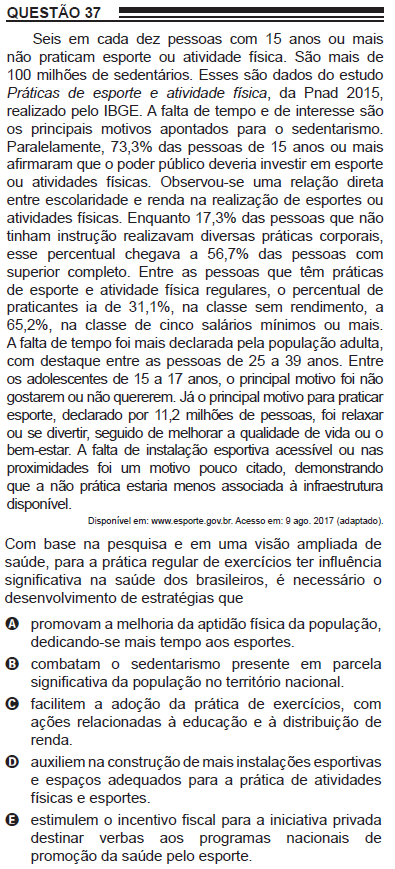 QUESTÃO 37
Seis em cada dez pessoas com 15 anos ou mais
não praticam esporte ou atividade física. São mais de
100 milhões de sedentários. Esses são dados do estudo
Práticas de esporte e atividade física, da Pnad 2015,
realizado pelo IBGE. A falta de tempo e de interesse são
os principais motivos apontados para o sedentarismo.
Paralelamente, 73,3% das pessoas de 15 anos ou mais
afirmaram que o poder público deveria investir em esporte
ou atividades físicas. Observou-se uma relação direta
entre escolaridade e renda na realização de esportes ou
atividades físicas. Enquanto 17,3% das pessoas que não
tinham instrução realizavam diversas práticas corporais,
esse percentual chegava a 56,7% das pessoas com
superior completo. Entre as pessoas que têm práticas
de esporte e atividade física regulares, o percentual de
praticantes ia de 31,1%, na classe sem rendimento, a
65,2%, na classe de cinco salários mínimos ou mais.
A falta de tempo foi mais declarada pela população adulta,
com destaque entre as pessoas de 25 a 39 anos. Entre
os adolescentes de 15 a 17 anos, o principal motivo foi não
gostarem ou não quererem. Já o principal motivo para praticar
esporte, declarado por 11,2 milhões de pessoas, foi relaxar
ou se divertir, seguido de melhorar a qualidade de vida ou o
bem-estar. A falta de instalação esportiva acessível ou nas
proximidades foi um motivo pouco citado, demonstrando
que a não prática estaria menos associada à infraestrutura
disponível.
Disponível em: www.esporte.gov.br. Acesso em: 9 ago. 2017 (adaptado).
Com base na pesquisa e em uma visão ampliada de
saúde, para a prática regular de exercícios ter influência
significativa na saúde dos brasileiros, é necessário o
desenvolvimento de estratégias que
A promovam a melhoria da aptidão física da população,
dedicando-se mais tempo aos esportes.
B combatam o sedentarismo presente em parcela
significativa da população no território nacional.
C facilitem a adoção da prática de exercícios, com
ações relacionadas à educação e à distribuição de
renda.
D auxiliem na construção de mais instalações esportivas
e espaços adequados para a prática de atividades
físicas e esportes.
E estimulem o incentivo fiscal para a iniciativa privada
destinar verbas aos programas nacionais de
promoção da saúde pelo esporte.